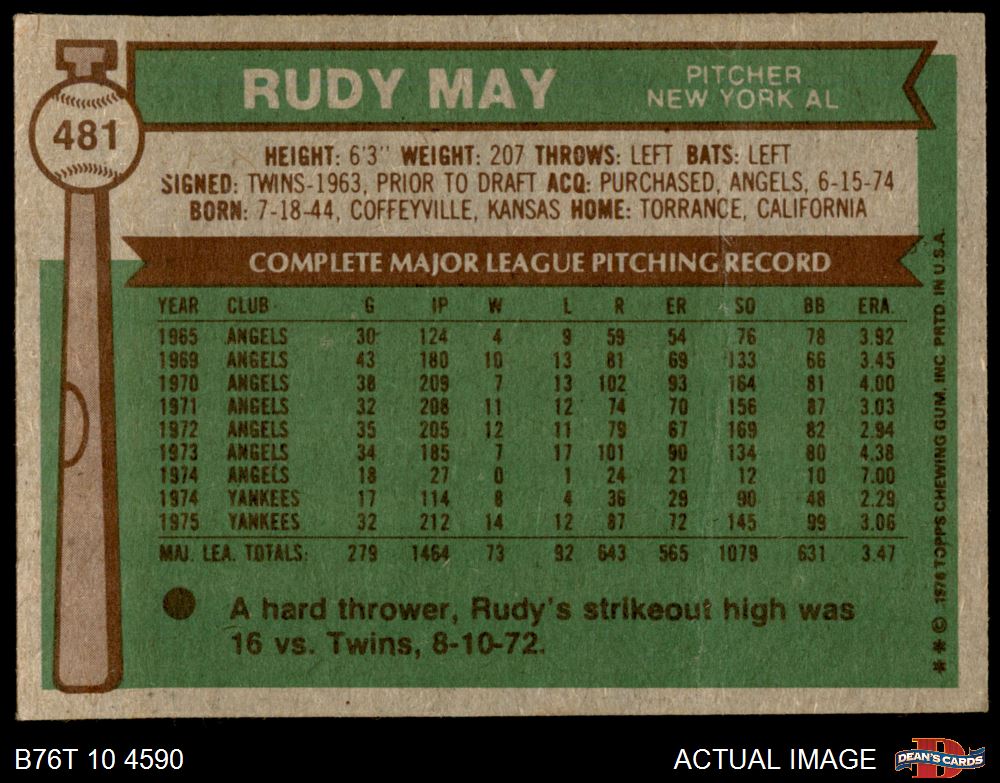 RUDY MAY
PITCHER
NEW YORK AL
481
HEIGHT: 6'3" WEIGHT: 207 THROWS: LEFT BATS: LEFT
SIGNED: TWINS-1963, PRIOR TO DRAFT ACQ: PURCHASED, ANGELS, 6-15-74
BORN: 7-18-44, COFFEYVILLE, KANSAS HOME: TORRANCE, CALIFORNIA
COMPLETE MAJOR LEAGUE PITCHING RECORD
YEAR CLUB G IP W L R ER SO BB ERA.
1965 ANGELS 30 124 4 9 59 54 76 78 3.92
1969 ANGELS 43 180 10 13 81 69 133 66 3.45
1970 ANGELS 38 209 7 13 102 93 164 81 4.00
1971 ANGELS 32 208 11 12 74 70 156 87 3.03
1972 ANGELS 35 205 12 11 79 67 169 82 2.94
1973 ANGELS 34 185 7 17 101 90 134 80 4.38
1974 ANGELS 18 27 0 1 24 21 12 10 7.00
1974 YANKEES 17 114 8 4 36 29 90 48 2.29
1975 YANKEES 32 212 14 12 87 72 145 99 3.06
MAJ. LEA. TOTALS: 279 1464 73 92 643 565 1079 631 3.47
A hard thrower, Rudy's strikeout high was
16 vs. Twins, 8-10-72.
** © 1976 TOPPS CHEWING GUM, INC. PRTD. IN U.S.A.
B76T 10 4590
ACTUAL IMAGE
D
DEAN'S CARDS